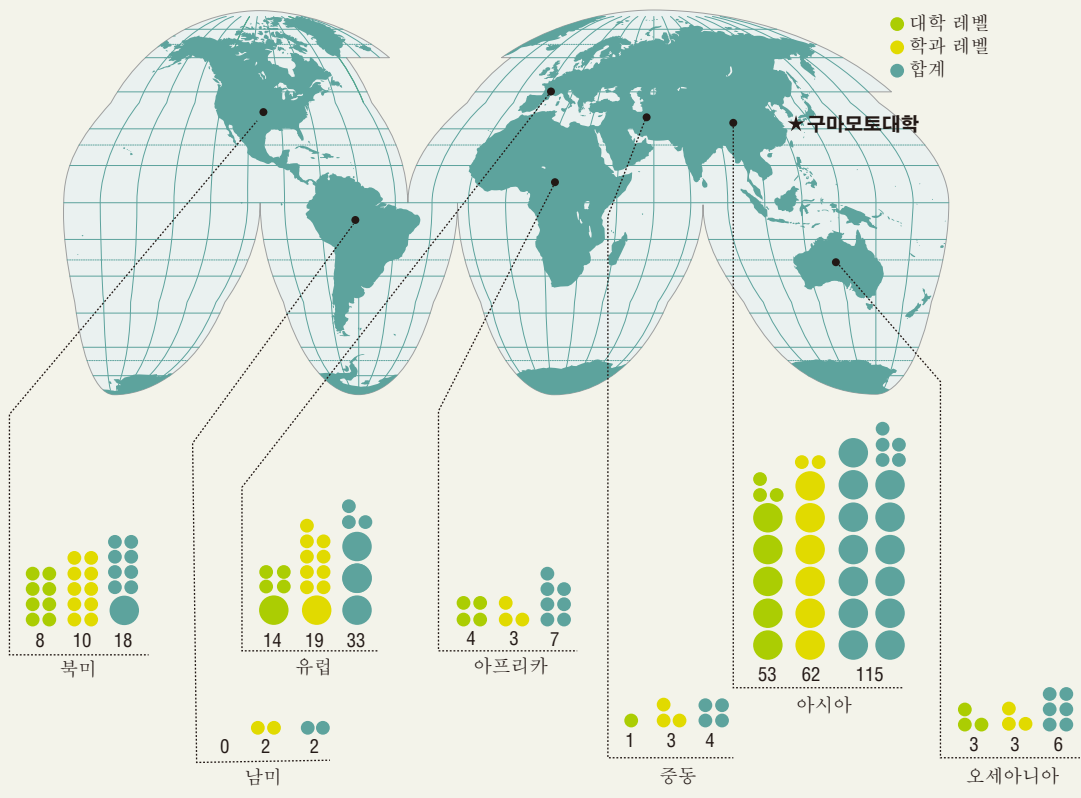 대학 레벨
학과 레벨
합계
★구마모토대학
8 10 18
북미
0 2 2
남미
14 19 33
유럽
4 3 7
아프리카
1 3 4
중동
53 62 115
아시아
3 3 6
오세아니아